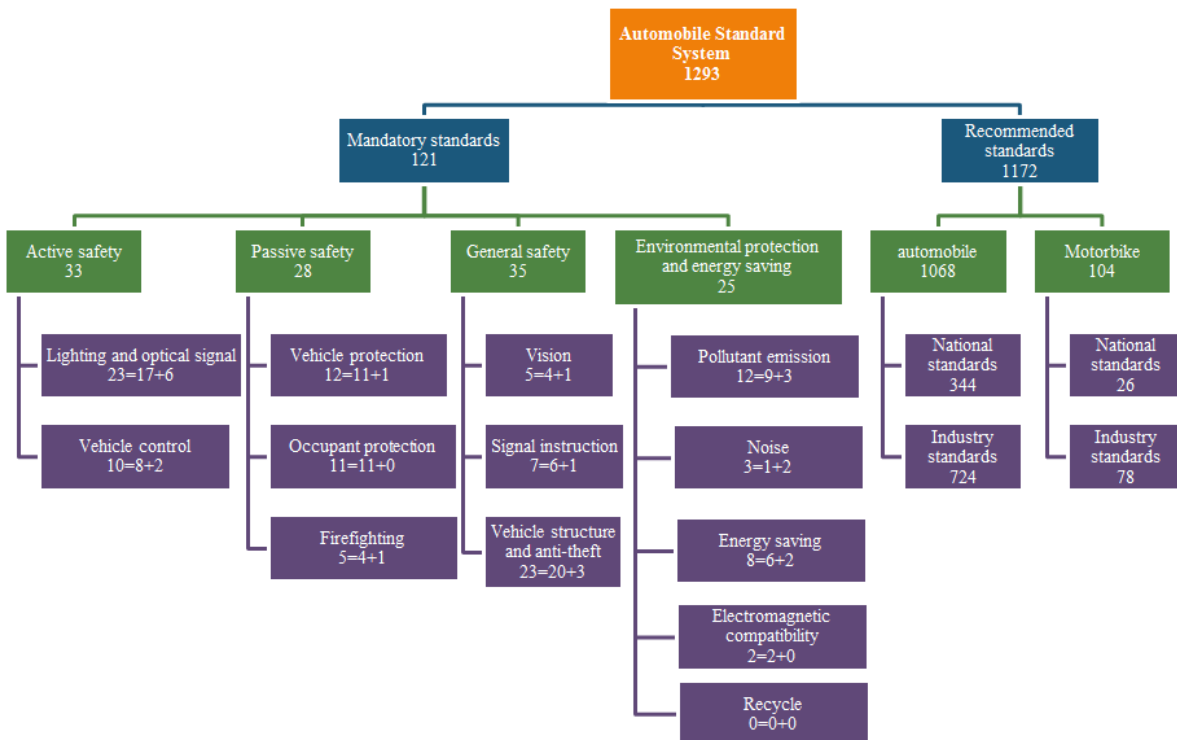 Automobile Standard
System
1293
Mandatory standards
121
Recommended
standards
1172
Active safety
33
Passive safety
28
General safety
35
Environmental protection
and energy saving
25
automobile
1068
Motorbike
104
Lighting and optical signal
23=17+6
Vehicle control
10=8+2
Vehicle protection
12=11+1
Occupant protection
11=11+0
Firefighting
5=4+1
Vision
5=4+1
Signal instruction
7=6+1
Vehicle structure
and anti-theft
23=20+3
Pollutant emission
12=9+3
Noise
3=1+2
Energy saving
8=6+2
Electromagnetic
compatibility
2=2+0
Recycle
0=0+0
National
standards
344
Industry
standards
724
National
standards
26
Industry
standards
78